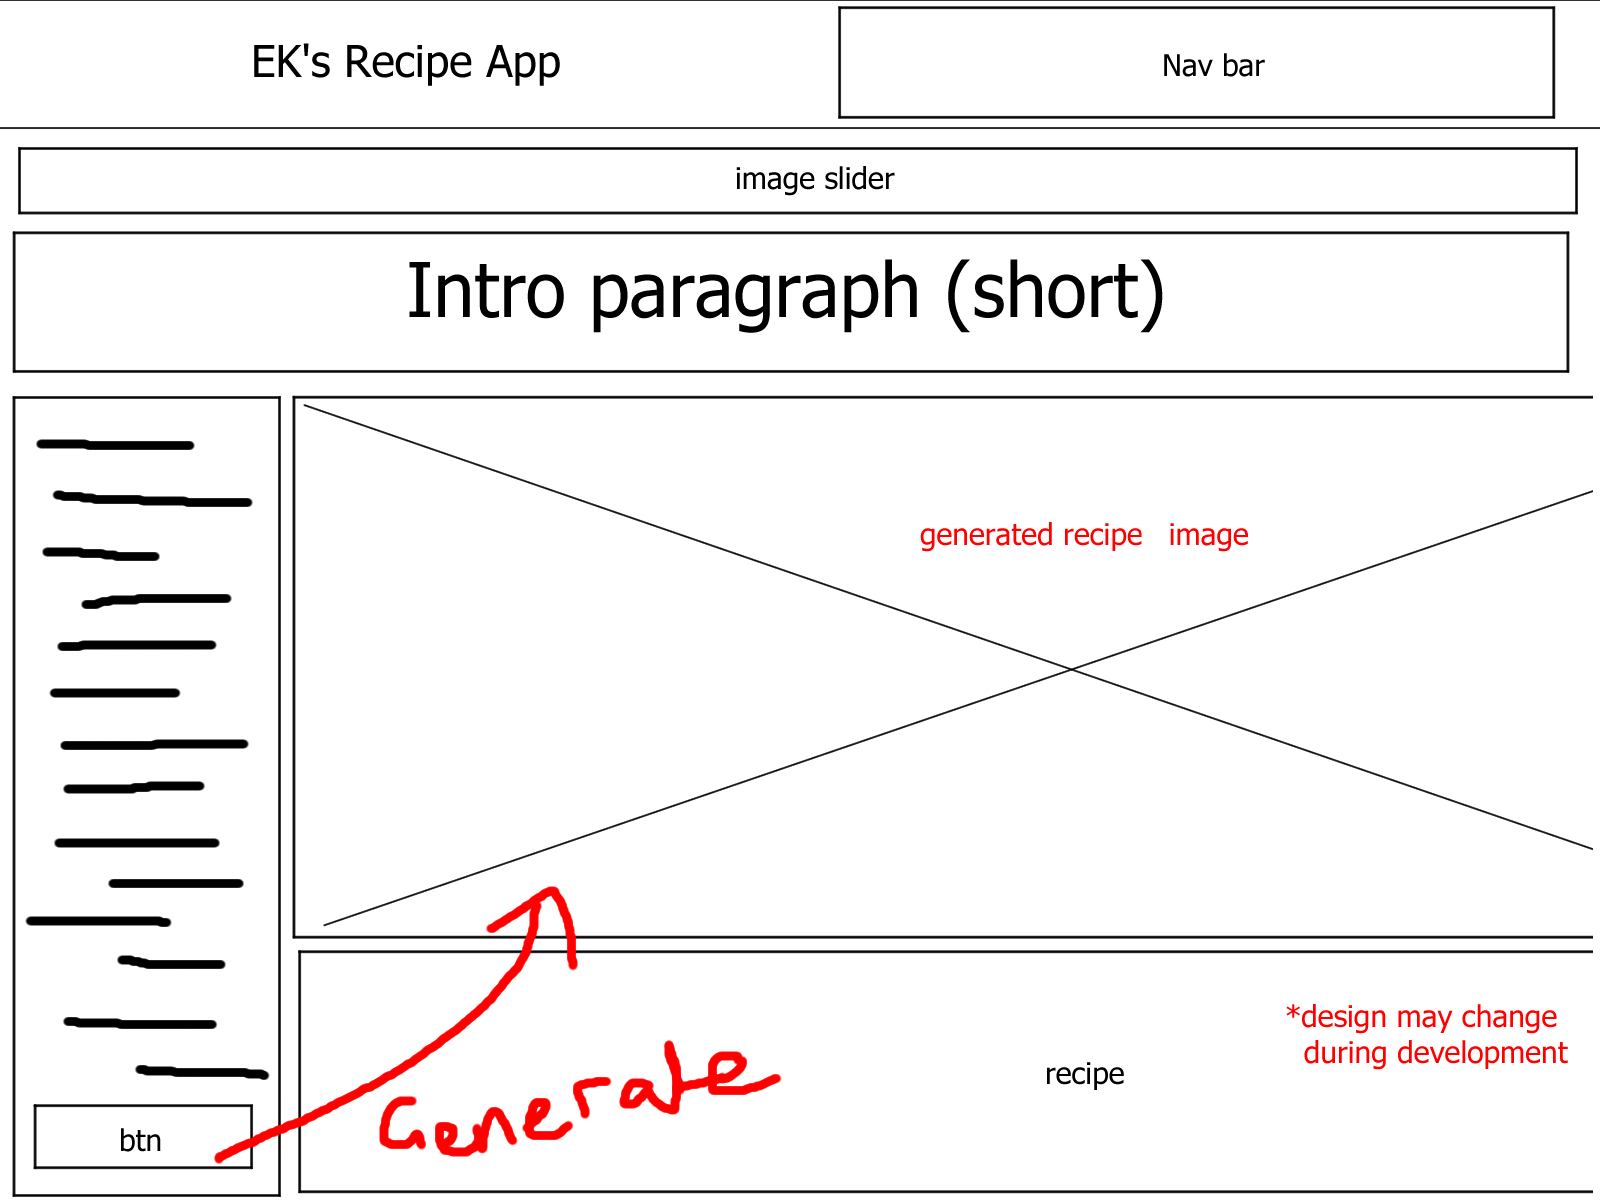 EK's Recipe App
Nav bar
image slider
Intro paragraph (short)
generated recipe image
*design may change
during development
recipe
Generate
btn